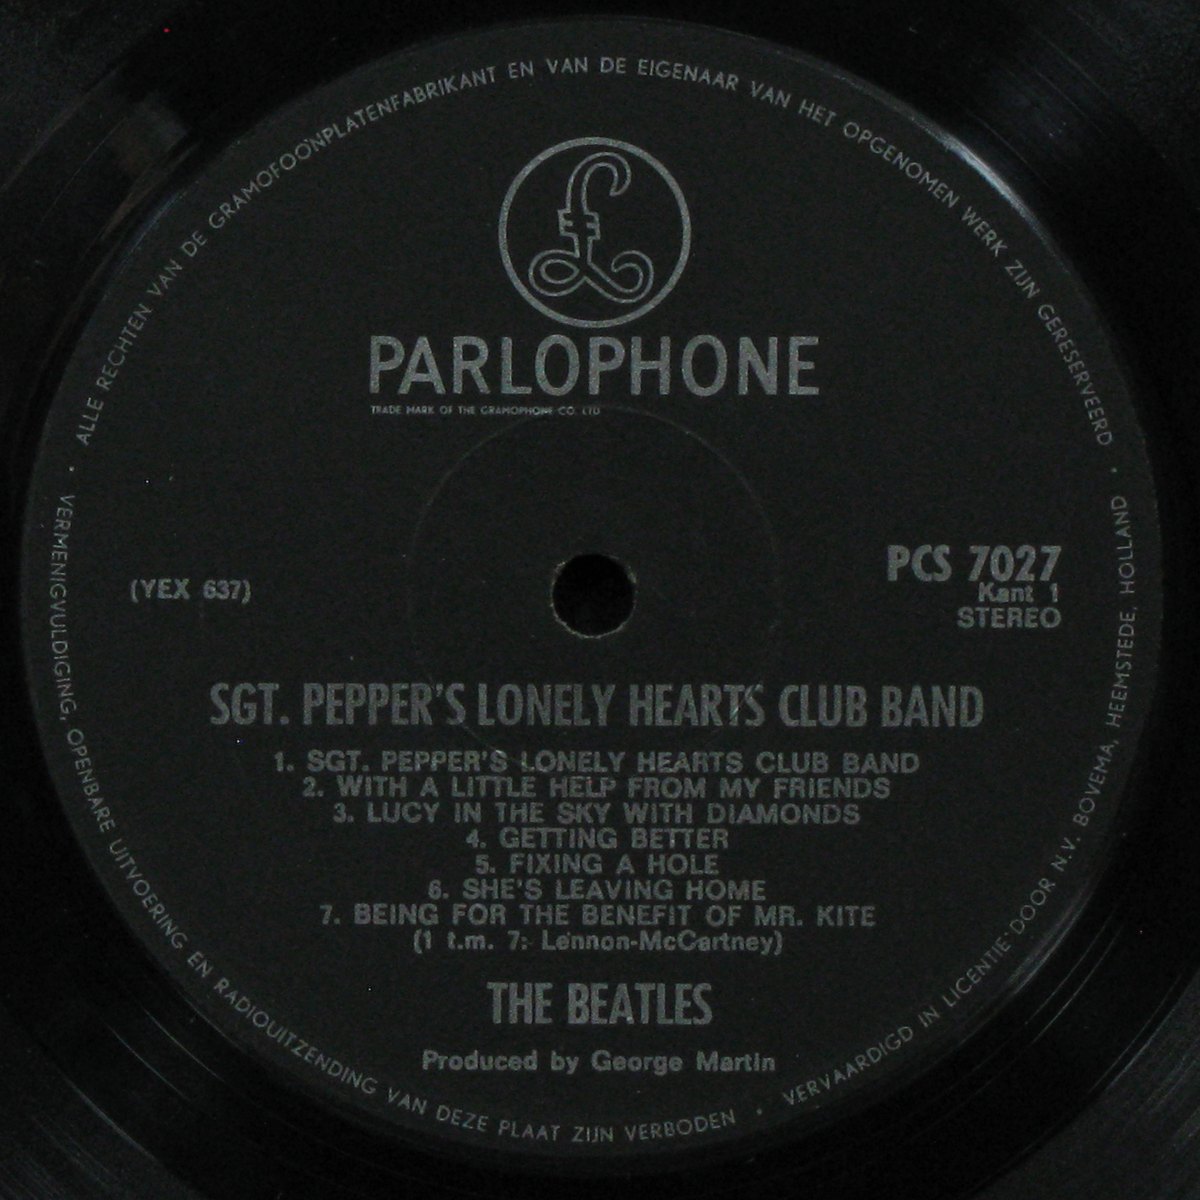 ALLE RECHTEN VAN DE GRAMOFOONPLATENFABRIKANT EN VAN DE EIGENAAR VAN HET OPGENOMEN WERK ZIJN GERESERVEERD •
£
PARLOPHONE
TRADE MARK OF THE GRAMOPHONE CO. LTD
(YEX 637)
PCS 7027
Kant 1
STEREO
SGT. PEPPER'S LONELY HEARTS CLUB BAND
1. SGT. PEPPER'S LONELY HEARTS CLUB BAND
2. WITH A LITTLE HELP FROM MY FRIENDS
3. LUCY IN THE SKY WITH DIAMONDS
4. GETTING BETTER
5. FIXING A HOLE
6. SHE'S LEAVING HOME
7. BEING FOR THE BENEFIT OF MR. KITE
(1 t.m. 7: Lennon-McCartney)
THE BEATLES
Produced by George Martin
• VERMENIGVULDIGING, OPENBARE UITVOERING EN RADIOUITZENDING VAN DEZE PLAAT ZIJN VERBODEN •
VERVAARDIGD IN LICENTIE DOOR N.V. BOVEMA, HEEMSTEDE, HOLLAND